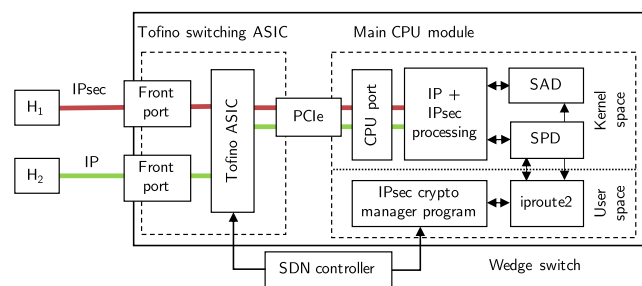 Tofino switching ASIC
Main CPU module
IPsec
H1
Front
port
Tofino ASIC
PCIe
CPU port
IP +
IPsec
processing
SAD
SPD
Kernel
space
IP
H2
Front
port
IPsec crypto
manager program
iproute2
User
space
SDN controller
Wedge switch